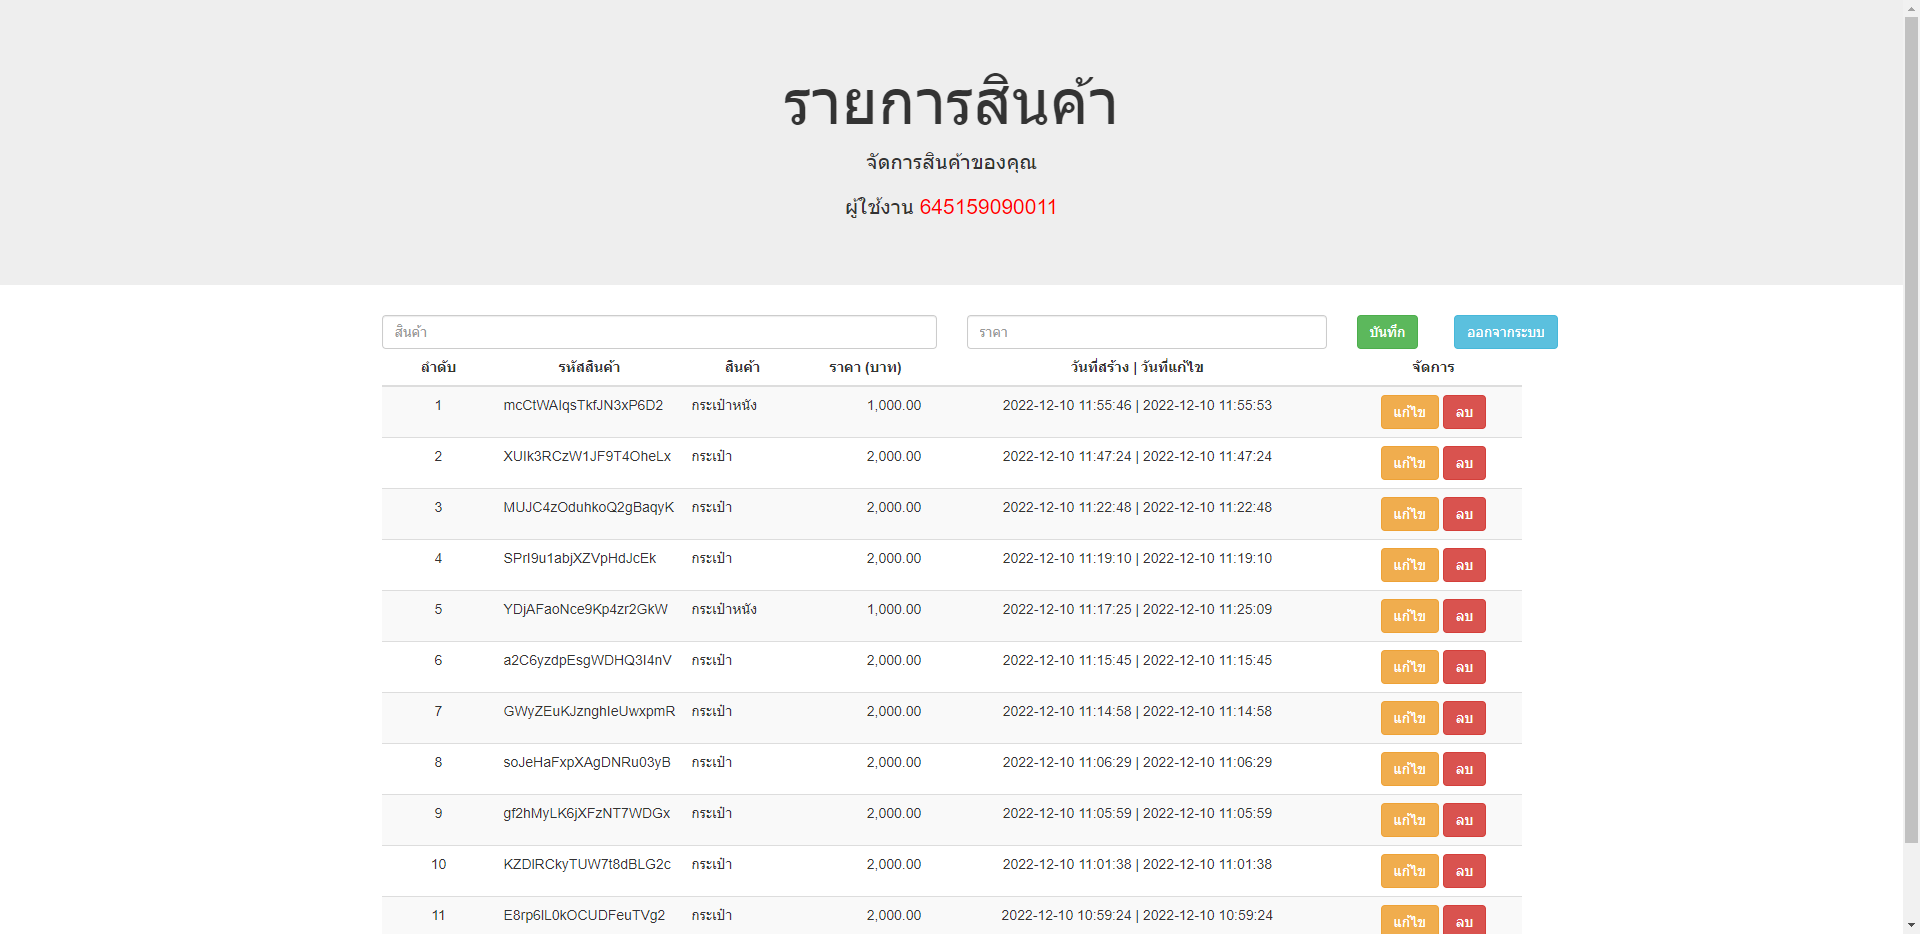 รายการสินค้า
จัดการสินค้าของคุณ
ผู้ใช้งาน 645159090011
สินค้า ราคา บันทึก ออกจากระบบ
ลำดับ รหัสสินค้า สินค้า ราคา (บาท) วันที่สร้าง | วันที่แก้ไข จัดการ
1 mcCtWAIqsTkfJN3xP6D2 กระเป๋าหนัง 1,000.00 2022-12-10 11:55:46 | 2022-12-10 11:55:53 แก้ไข ลบ
2 XUIk3RCzW1JF9T4OheLx กระเป๋า 2,000.00 2022-12-10 11:47:24 | 2022-12-10 11:47:24 แก้ไข ลบ
3 MUJC4zOduhkoQ2gBaqyK กระเป๋า 2,000.00 2022-12-10 11:22:48 | 2022-12-10 11:22:48 แก้ไข ลบ
4 SPrI9u1abjXZVpHdJcEk กระเป๋า 2,000.00 2022-12-10 11:19:10 | 2022-12-10 11:19:10 แก้ไข ลบ
5 YDjAFaoNce9Kp4zr2GkW กระเป๋าหนัง 1,000.00 2022-12-10 11:17:25 | 2022-12-10 11:25:09 แก้ไข ลบ
6 a2C6yzdpEsgWDHQ3I4nV กระเป๋า 2,000.00 2022-12-10 11:15:45 | 2022-12-10 11:15:45 แก้ไข ลบ
7 GWyZEuKJznghIeUwxpmR กระเป๋า 2,000.00 2022-12-10 11:14:58 | 2022-12-10 11:14:58 แก้ไข ลบ
8 soJeHaFxpXAgDNRu03yB กระเป๋า 2,000.00 2022-12-10 11:06:29 | 2022-12-10 11:06:29 แก้ไข ลบ
9 gf2hMyLK6jXFzNT7WDGx กระเป๋า 2,000.00 2022-12-10 11:05:59 | 2022-12-10 11:05:59 แก้ไข ลบ
10 KZDIRCkyTUW7t8dBLG2c กระเป๋า 2,000.00 2022-12-10 11:01:38 | 2022-12-10 11:01:38 แก้ไข ลบ
11 E8rp6IL0kOCUDFeuTVg2 กระเป๋า 2,000.00 2022-12-10 10:59:24 | 2022-12-10 10:59:24 แก้ไข ลบ